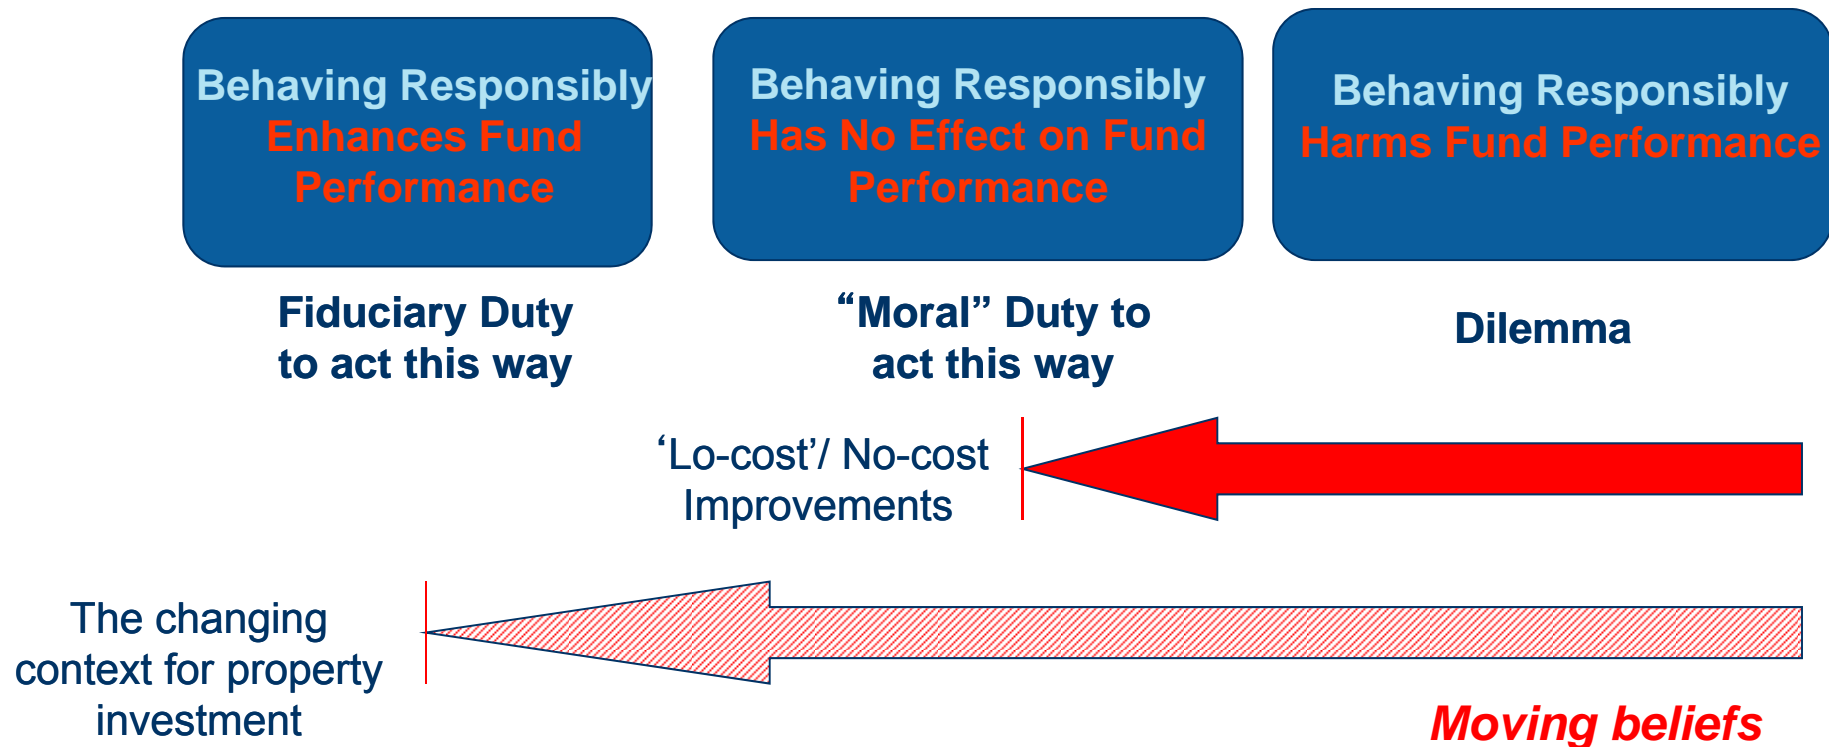 Behaving Responsibly
Enhances Fund
Performance
Behaving Responsibly
Has No Effect on Fund
Performance
Behaving Responsibly
Harms Fund Performance
Fiduciary Duty
to act this way
“Moral” Duty to
act this way
Dilemma
‘Lo-cost’/ No-cost
Improvements
The changing
context for property
investment
Moving beliefs